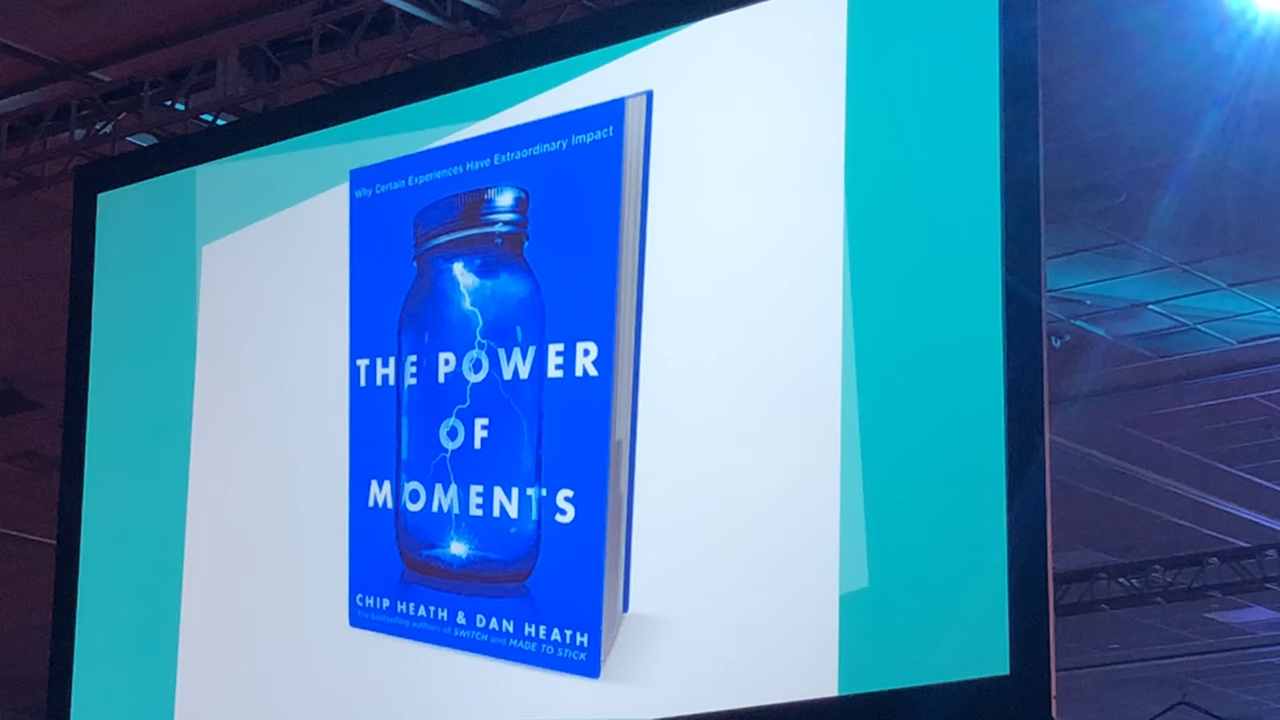 Why Certain Experiences Have Extraordinary Impact
THE POWER
OF
MOMENTS
CHIP HEATH & DAN HEATH
The bestselling authors of SWITCH and MADE TO STICK